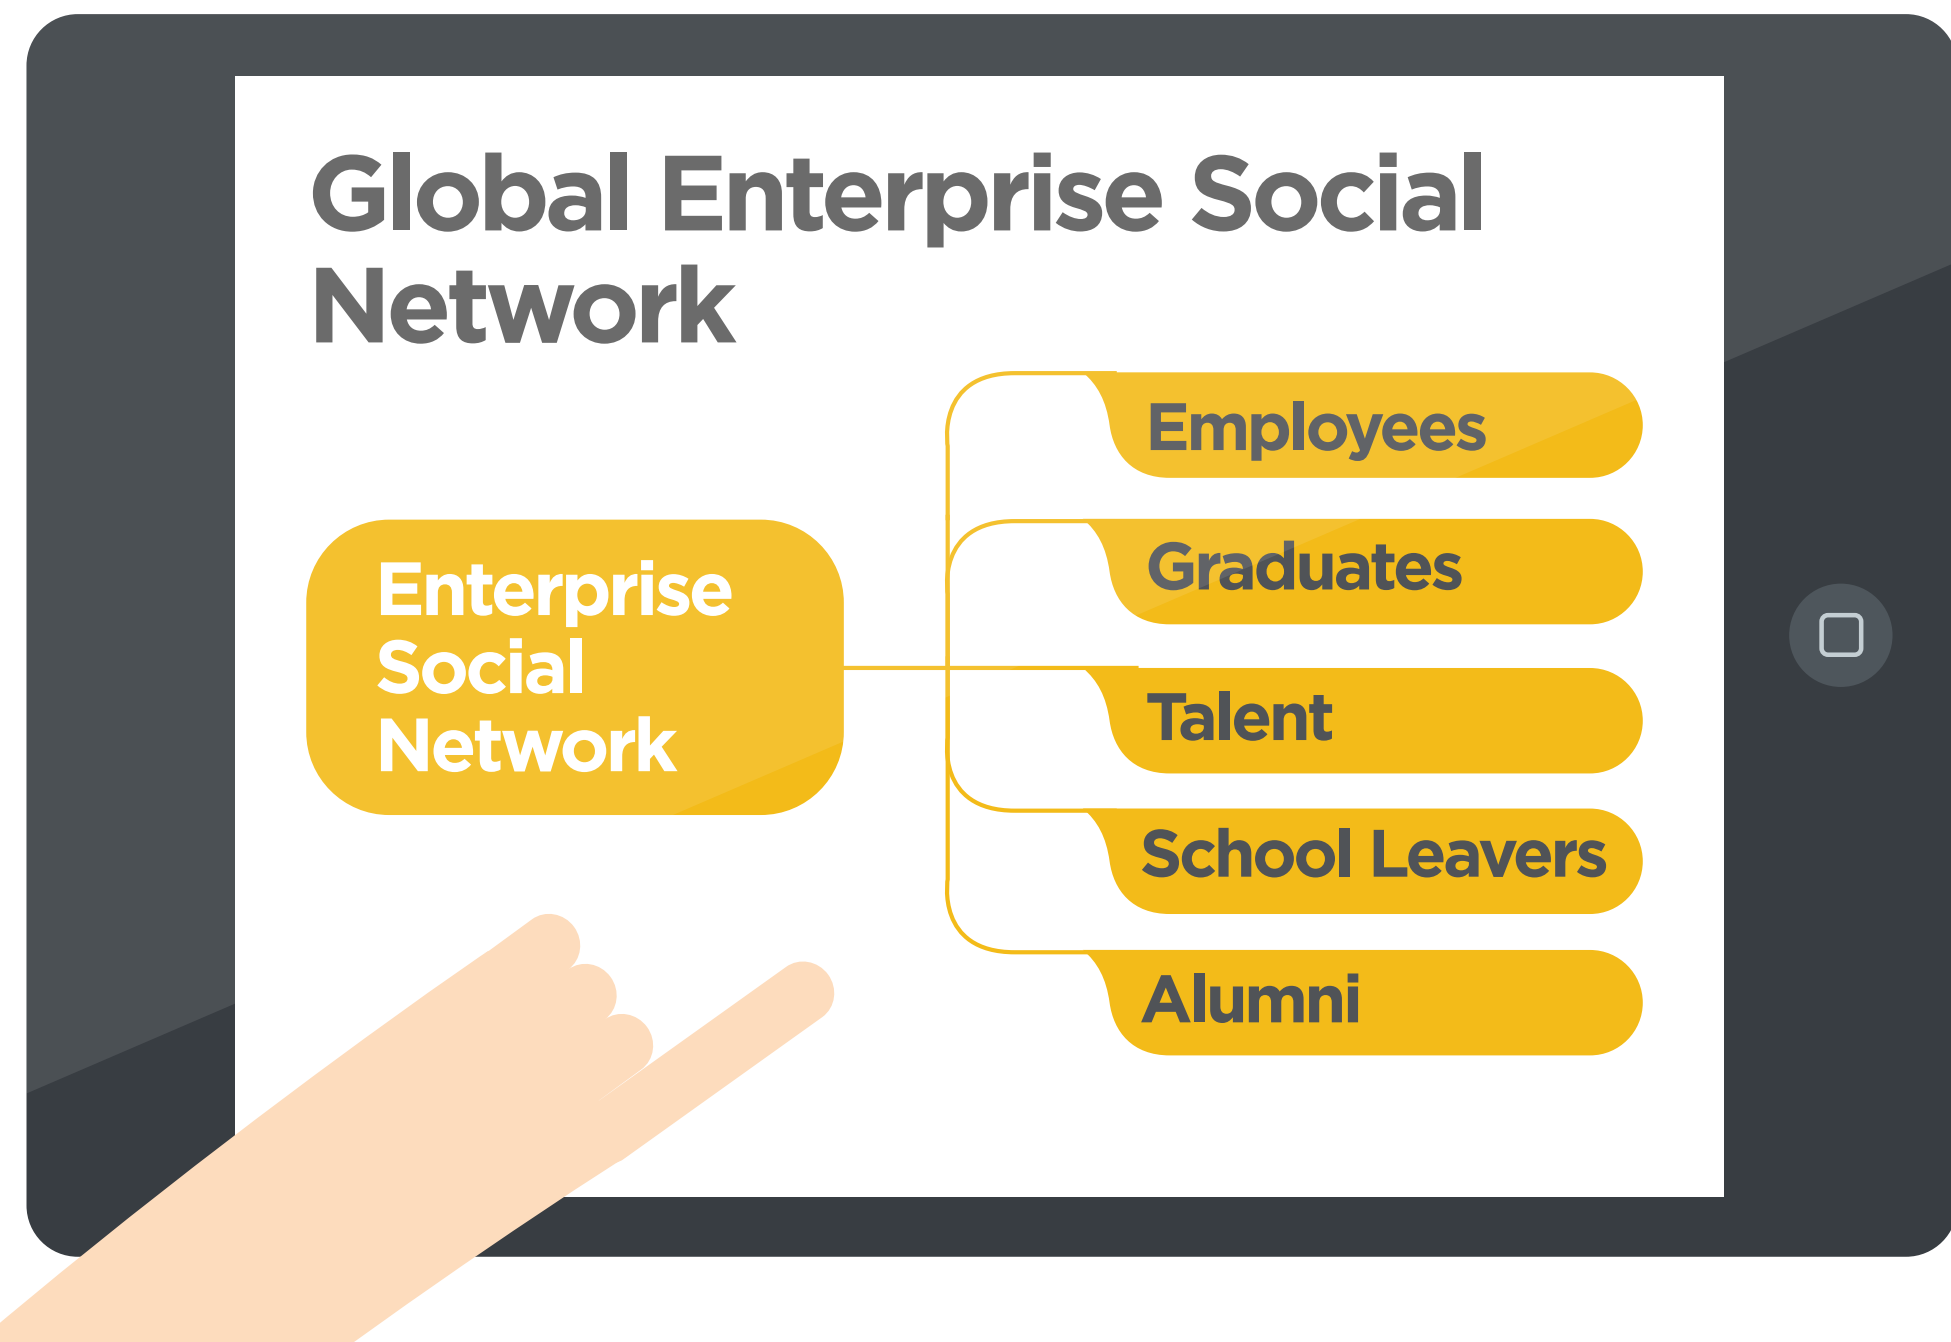 Global Enterprise Social
Network
Enterprise
Social
Network
Employees
Graduates
Talent
School Leavers
Alumni